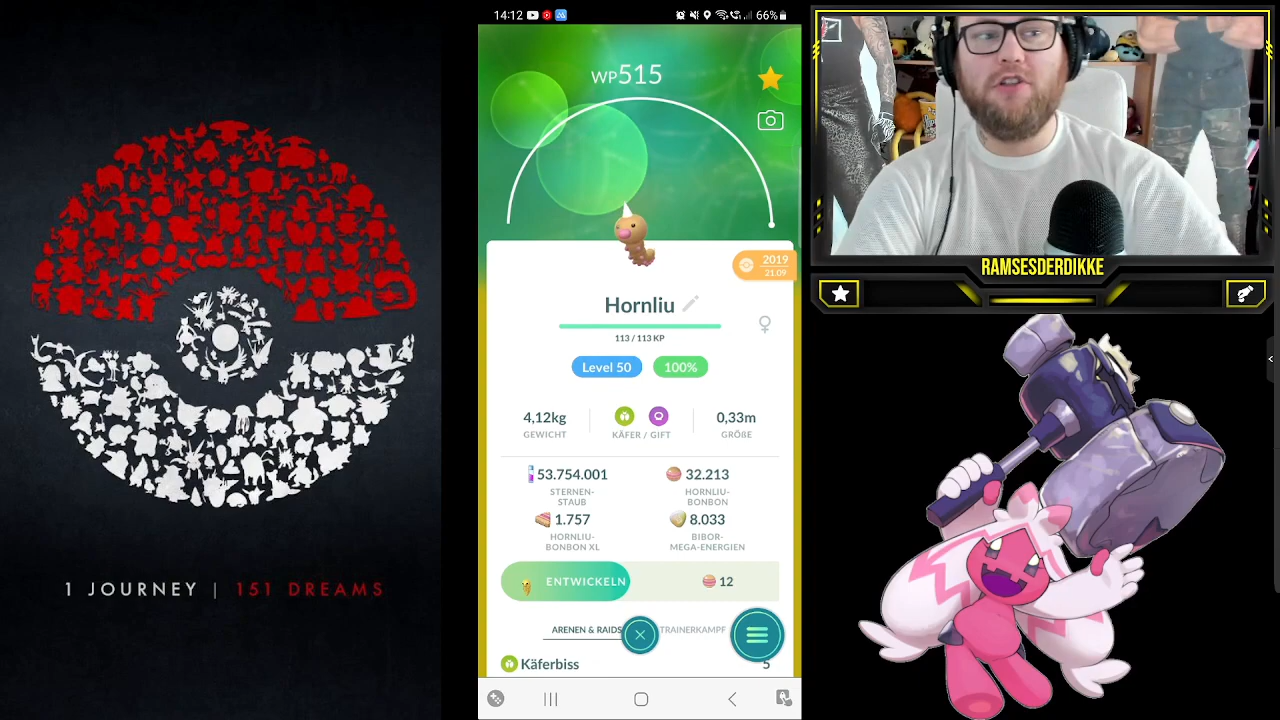 1 JOURNEY | 151 DREAMS
14:12 66%
WP515
2019
21.09
Hornliu
113 / 113 KP
Level 50 100%
4,12kg 0,33m
GEWICHT KÄFER / GIFT GRÖßE
53.754.001 32.213
STERNEN-
STAUB
HORNLIU-
BONBON
1.757 8.033
HORNLIU-
BONBON XL
BIBOR-
MEGA-ENERGIEN
ENTWICKELN 12
ARENEN & RAIDS TRAINERKAMPF
Käferbiss 5
RAMSESDERDIKKE